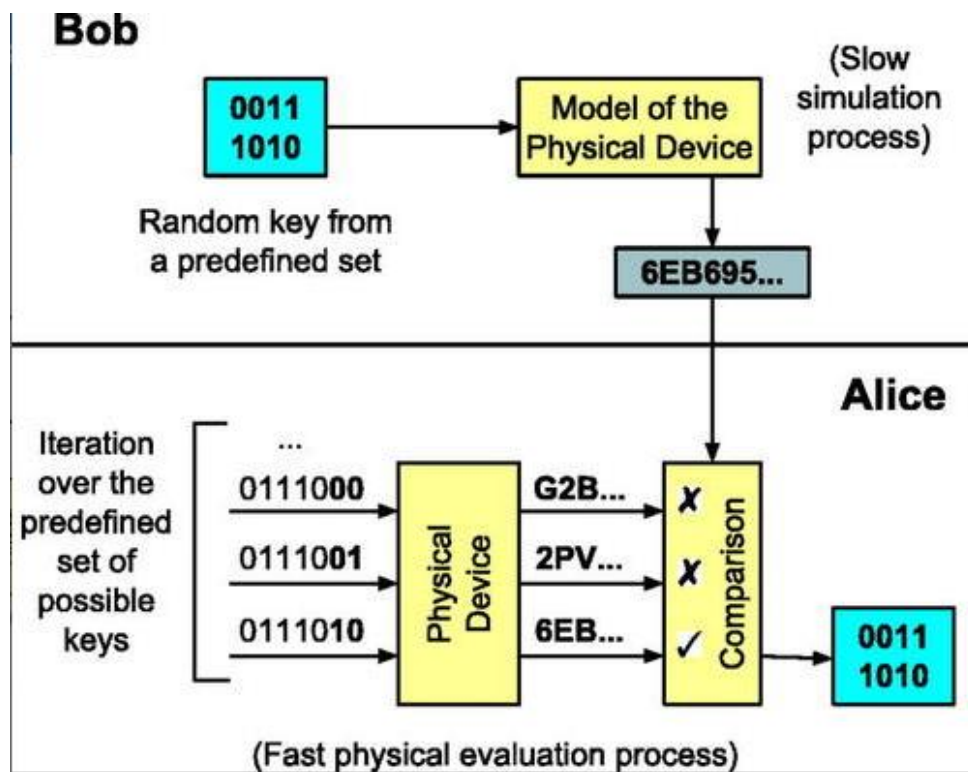 Bob
0011
1010
Random key from
a predefined set
Model of the
Physical Device
(Slow
simulation
process)
6EB695...
Alice
Iteration
over the
predefined
set of
possible
keys
...
0111000
0111001
0111010
Physical
Device
G2B...
2PV...
6EB...
✗
✗
✓
Comparison
0011
1010
(Fast physical evaluation process)